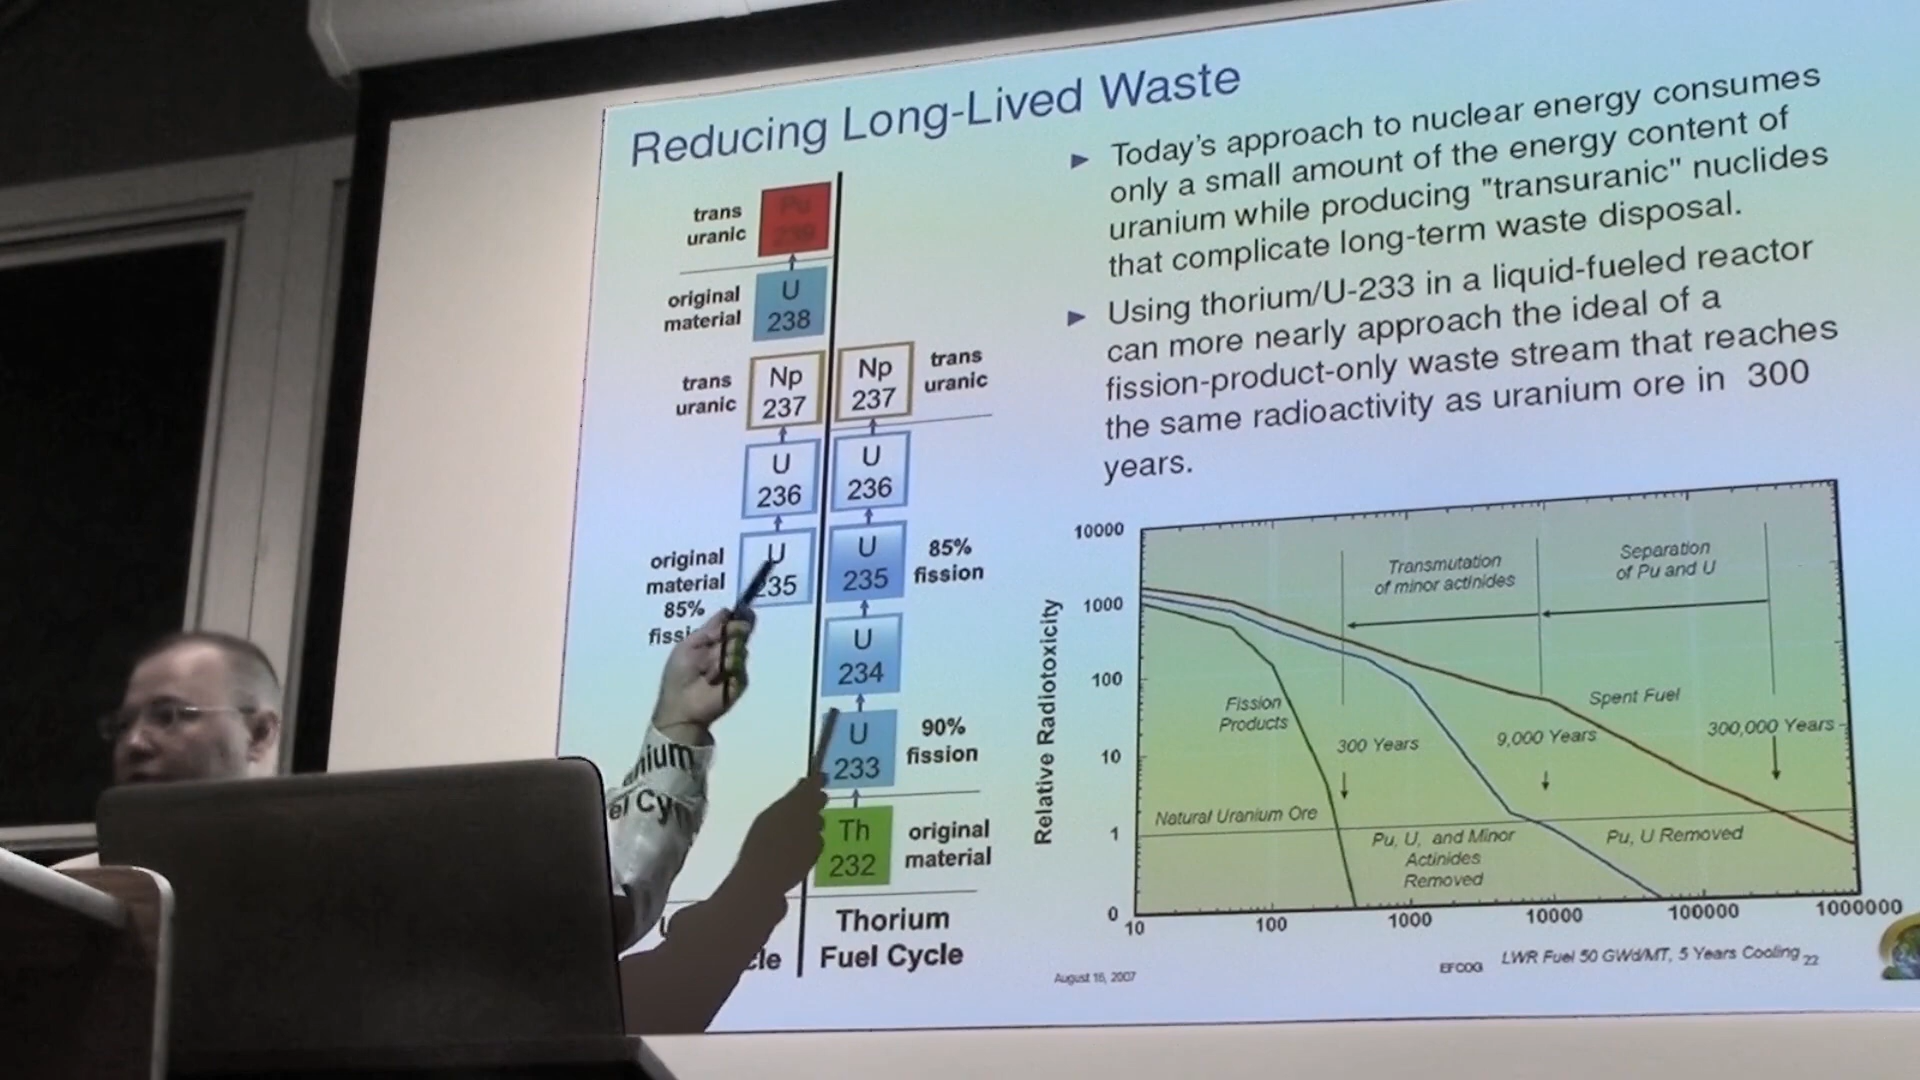 Reducing Long-Lived Waste
trans
uranic
Pu
239
original
material
U
238
trans
uranic
Np
237
U
236
original
material
85%
U
235
Np
237
trans
uranic
U
236
U
235
85%
fission
U
234
U
233
90%
fission
Th
232
original
material
Thorium
Fuel Cycle
Today's approach to nuclear energy consumes
only a small amount of the energy content of
uranium while producing "transuranic" nuclides
that complicate long-term waste disposal.
Using thorium/U-233 in a liquid-fueled reactor
can more nearly approach the ideal of a
fission-product-only waste stream that reaches
the same radioactivity as uranium ore in 300
years.
Relative Radiotoxicity
10000
1000
100
10
1
0
10
100
1000
10000
100000
1000000
Transmutation
of minor actinides
Separation
of Pu and U
Fission
Products
Spent Fuel
300 Years
9,000 Years
300,000 Years
Natural Uranium Ore
Pu, U, and Minor
Actinides
Removed
Pu, U Removed
August 16, 2007
EFCOG
LWR Fuel 50 GWd/MT, 5 Years Cooling
22